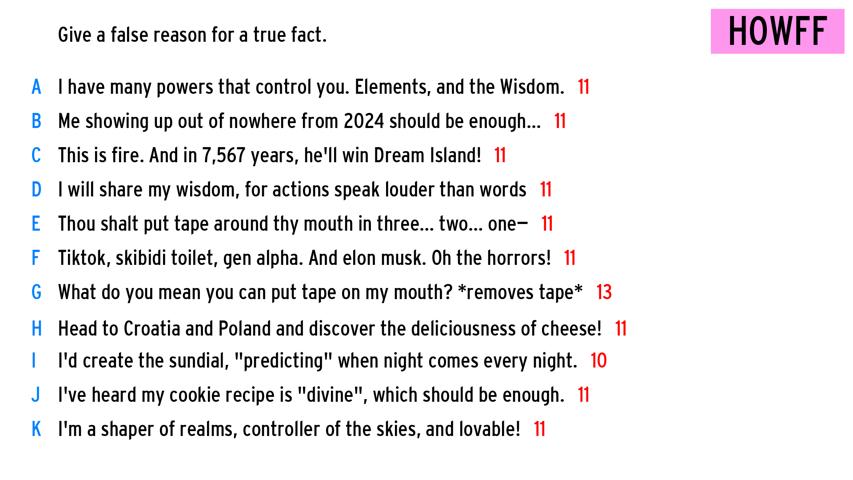 Give a false reason for a true fact.
HOWFF
A I have many powers that control you. Elements, and the Wisdom. 11
B Me showing up out of nowhere from 2024 should be enough... 11
C This is fire. And in 7,567 years, he'll win Dream Island! 11
D I will share my wisdom, for actions speak louder than words 11
E Thou shalt put tape around thy mouth in three... two... one– 11
F Tiktok, skibidi toilet, gen alpha. And elon musk. Oh the horrors! 11
G What do you mean you can put tape on my mouth? *removes tape* 13
H Head to Croatia and Poland and discover the deliciousness of cheese! 11
I I'd create the sundial, "predicting" when night comes every night. 10
J I've heard my cookie recipe is "divine", which should be enough. 11
K I'm a shaper of realms, controller of the skies, and lovable! 11